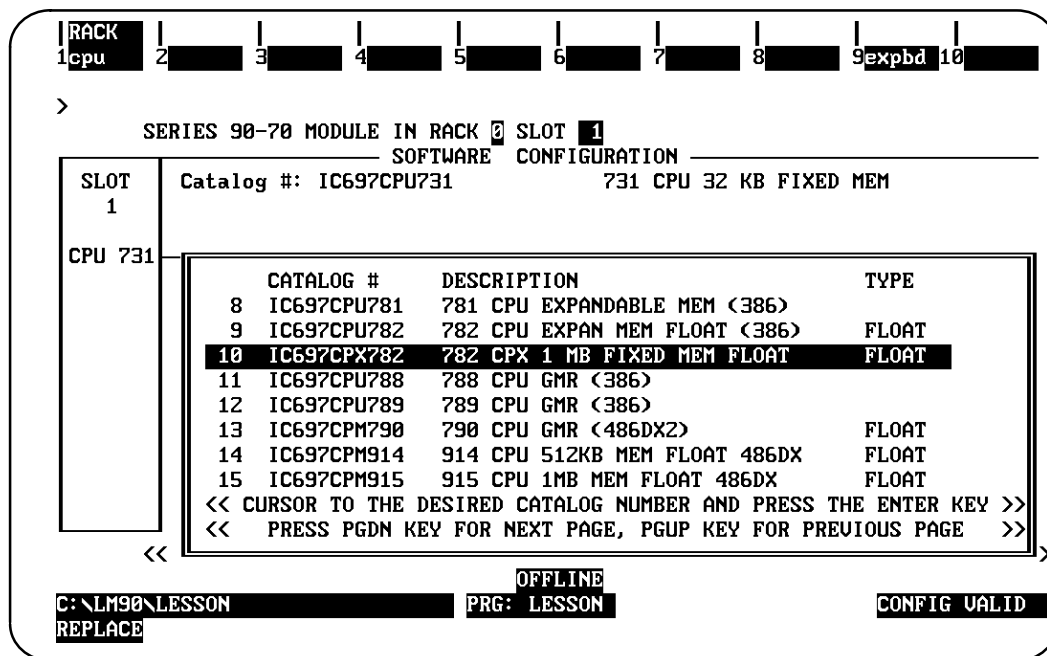 RACK
1cpu 2 3 4 5 6 7 8 9expbd 10
>
SERIES 90-70 MODULE IN RACK 0 SLOT 1
SOFTWARE CONFIGURATION
SLOT Catalog #: IC697CPU731 731 CPU 32 KB FIXED MEM
1
CPU 731
CATALOG # DESCRIPTION TYPE
8 IC697CPU781 781 CPU EXPANDABLE MEM (386)
9 IC697CPU782 782 CPU EXPAN MEM FLOAT (386) FLOAT
10 IC697CPX782 782 CPX 1 MB FIXED MEM FLOAT FLOAT
11 IC697CPU788 788 CPU GMR (386)
12 IC697CPU789 789 CPU GMR (386)
13 IC697CPM790 790 CPU GMR (486DX2) FLOAT
14 IC697CPM914 914 CPU 512KB MEM FLOAT 486DX FLOAT
15 IC697CPM915 915 CPU 1MB MEM FLOAT 486DX FLOAT
<< CURSOR TO THE DESIRED CATALOG NUMBER AND PRESS THE ENTER KEY >>
<< PRESS PGDN KEY FOR NEXT PAGE, PGUP KEY FOR PREVIOUS PAGE >>
<< >
OFFLINE
C:\LM90\LESSON PRG: LESSON CONFIG VALID
REPLACE